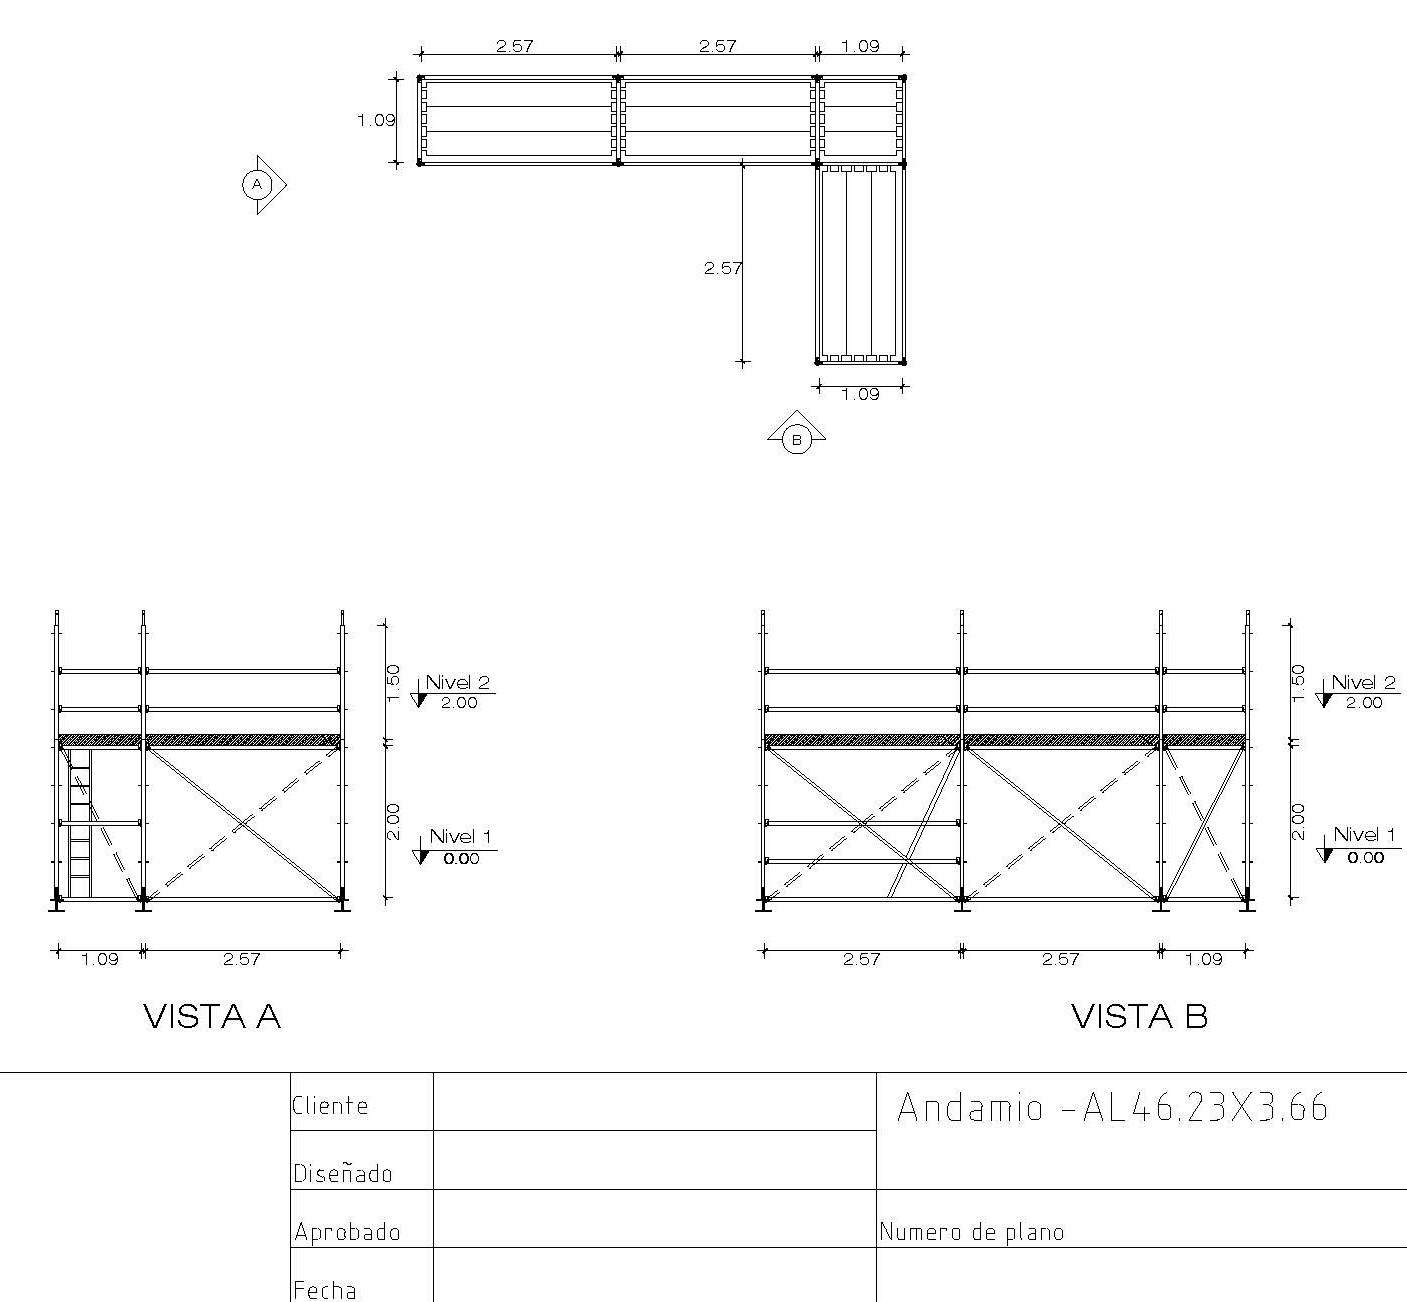 2.57 2.57 1.09
1.09
A
2.57
1.09
B
1.50
Nivel 2
2.00
2.00
Nivel 1
0.00
1.09 2.57
VISTA A
1.50
Nivel 2
2.00
2.00
Nivel 1
0.00
2.57 2.57 1.09
VISTA B
Cliente
Andamio -AL46.23X3.66
Diseñado
Aprobado
Numero de plano
Fecha